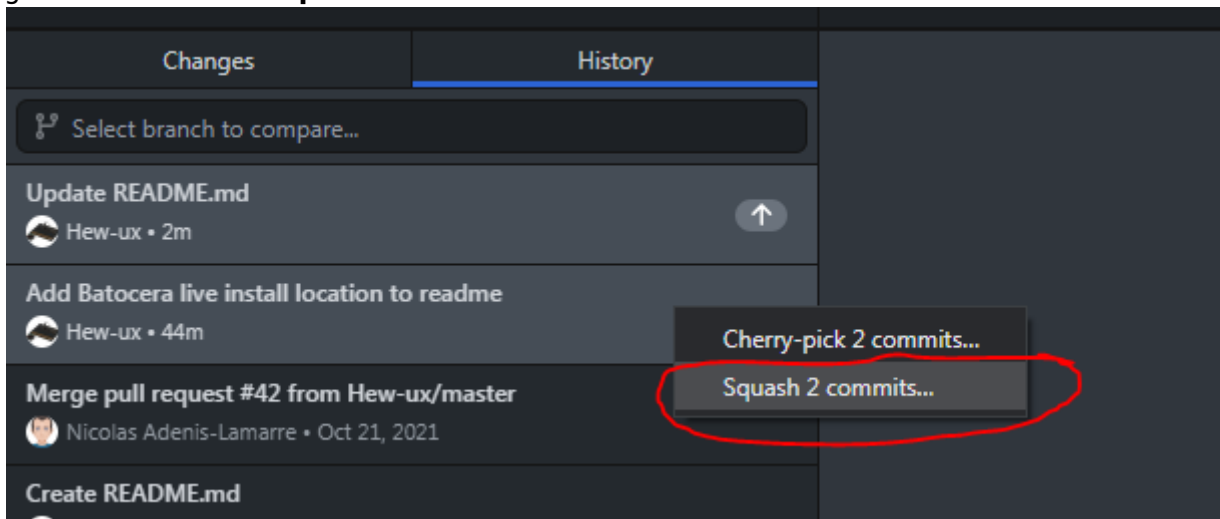 Changes
History
Select branch to compare...
Update README.md
Hew-ux • 2m
Add Batocera live install location to readme
Hew-ux • 44m
Cherry-pick 2 commits...
Squash 2 commits...
Merge pull request #42 from Hew-ux/master
Nicolas Adenis-Lamarre • Oct 21, 2021
Create README.md